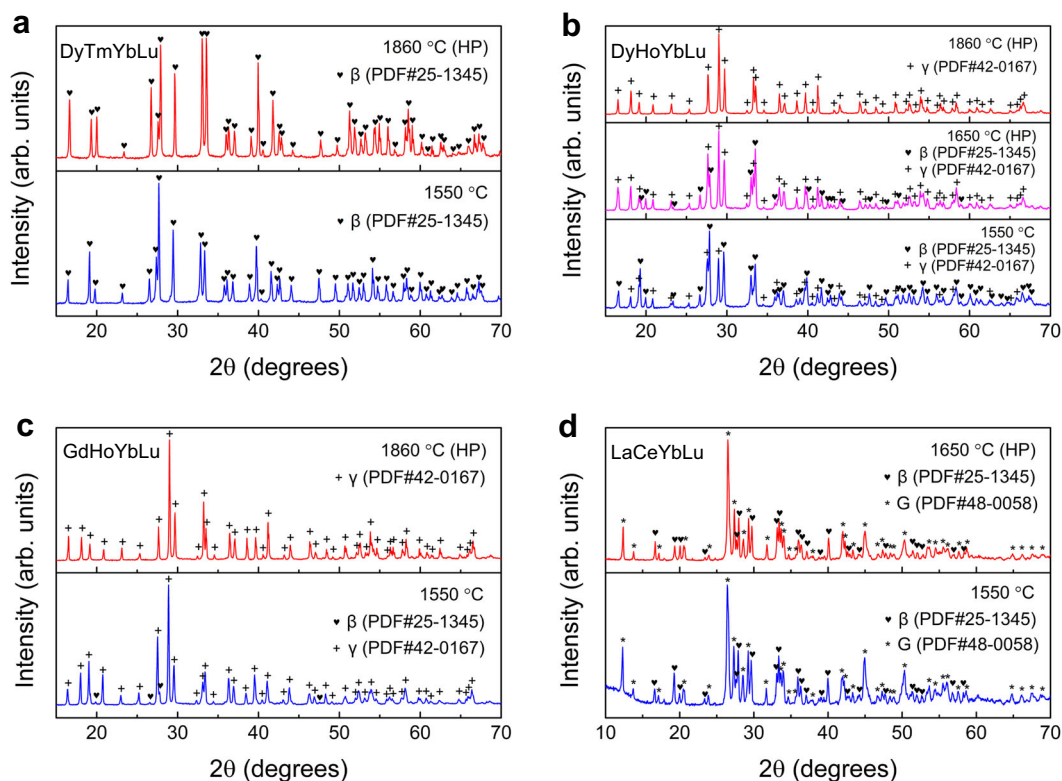 a
DyTmYbLu
1860 °C (HP)
♥ β (PDF#25-1345)
1550 °C
♥ β (PDF#25-1345)
Intensity (arb. units)
20 30 40 50 60 70
2θ (degrees)
b
DyHoYbLu
1860 °C (HP)
+ γ (PDF#42-0167)
1650 °C (HP)
♥ β (PDF#25-1345)
+ γ (PDF#42-0167)
1550 °C
♥ β (PDF#25-1345)
+ γ (PDF#42-0167)
Intensity (arb. units)
20 30 40 50 60 70
2θ (degrees)
c
GdHoYbLu
1860 °C (HP)
+ γ (PDF#42-0167)
1550 °C
♥ β (PDF#25-1345)
+ γ (PDF#42-0167)
Intensity (arb. units)
20 30 40 50 60 70
2θ (degrees)
d
LaCeYbLu
1650 °C (HP)
♥ β (PDF#25-1345)
* G (PDF#48-0058)
1550 °C
♥ β (PDF#25-1345)
* G (PDF#48-0058)
Intensity (arb. units)
10 20 30 40 50 60 70
2θ (degrees)